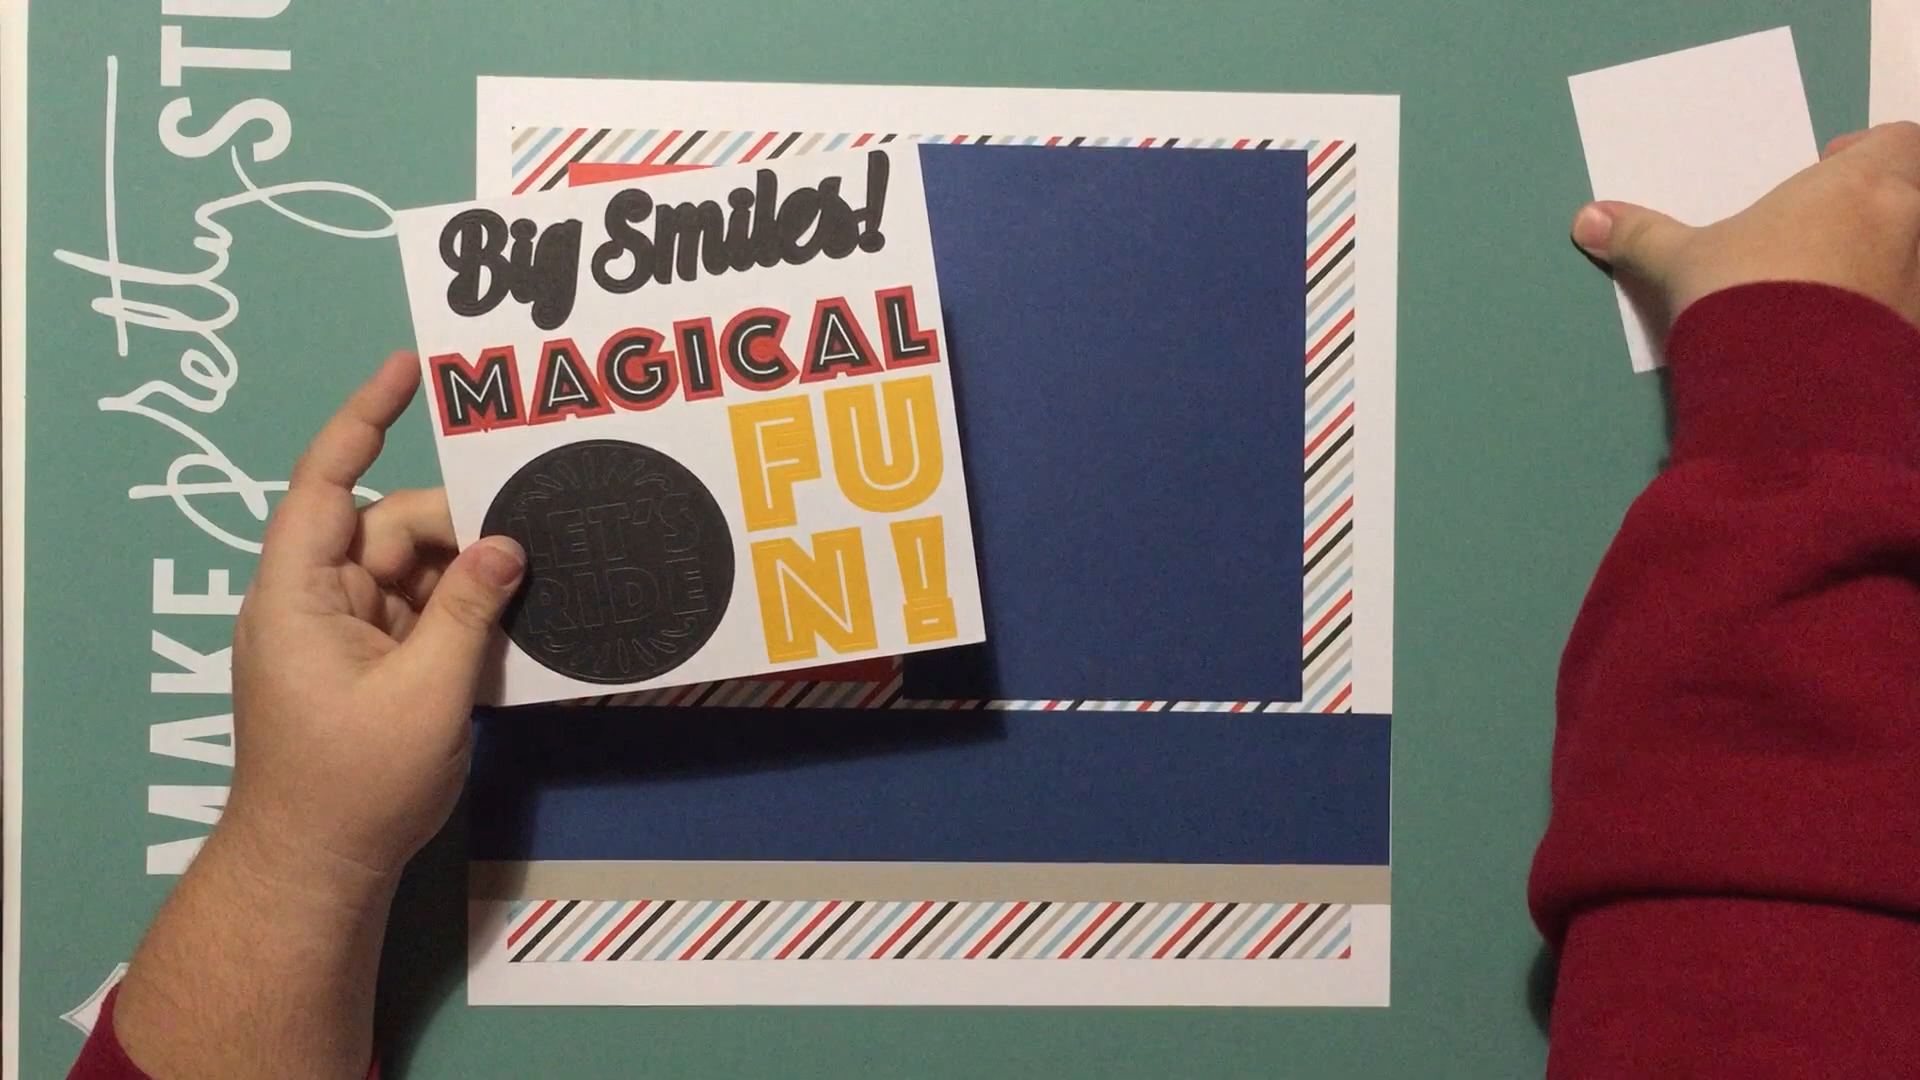 Big Smiles!
MAGICAL
FU
N!
LET'S
RIDE
MAKE pretty STU